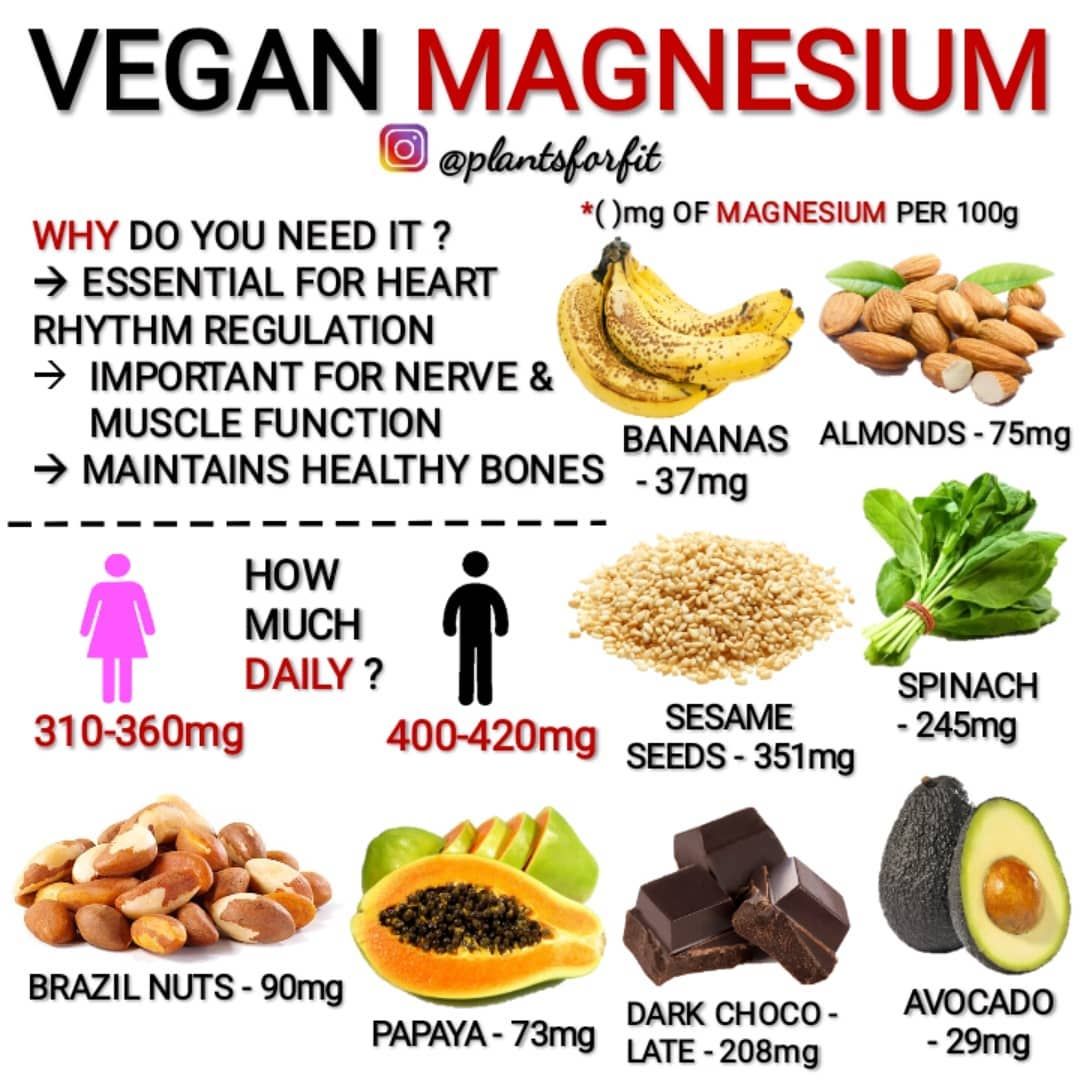 VEGAN MAGNESIUM
@plantsforfit
*( )mg OF MAGNESIUM PER 100g
WHY DO YOU NEED IT ?
→ ESSENTIAL FOR HEART
RHYTHM REGULATION
→ IMPORTANT FOR NERVE &
MUSCLE FUNCTION
→ MAINTAINS HEALTHY BONES
BANANAS
- 37mg
ALMONDS - 75mg
HOW
MUCH
DAILY ?
310-360mg
400-420mg
SESAME
SEEDS - 351mg
SPINACH
- 245mg
BRAZIL NUTS - 90mg
PAPAYA - 73mg
DARK CHOCO -
LATE - 208mg
AVOCADO
- 29mg